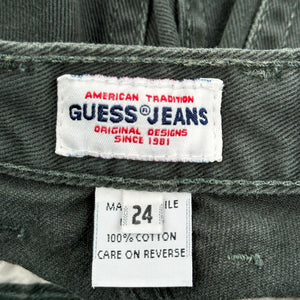 AMERICAN TRADITION
GUESS® JEANS
ORIGINAL DESIGNS
SINCE 1981
24
100% COTTON
CARE ON REVERSE